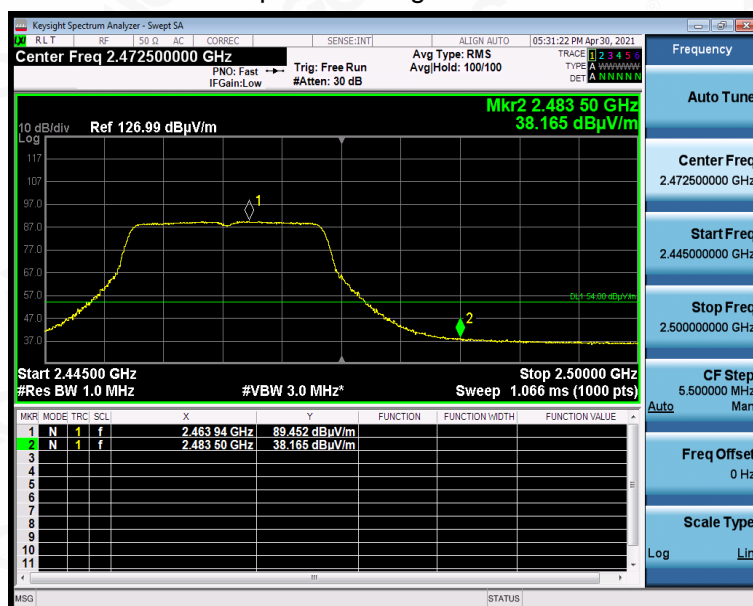 Keysight Spectrum Analyzer - Swept SA
LXI RLT RF 50 Ω AC CORREC SENSE:INT ALIGN AUTO 05:31:22 PM Apr 30, 2021
Center Freq 2.472500000 GHz
PNO: Fast
IFGain:Low
Trig: Free Run
#Atten: 30 dB
Avg Type: RMS
Avg|Hold: 100/100
TRACE 1 2 3 4 5 6
TYPE A WWWWW
DET A N N N N N
Mkr2 2.483 50 GHz
38.165 dBµV/m
10 dB/div Ref 126.99 dBµV/m
Log
117
107
97.0
87.0
77.0
67.0
57.0
47.0
37.0
1
DL1 54.00 dBµV/m
2
Start 2.44500 GHz Stop 2.50000 GHz
#Res BW 1.0 MHz #VBW 3.0 MHz* Sweep 1.066 ms (1000 pts)
MKR MODE TRC SCL X Y FUNCTION FUNCTION WIDTH FUNCTION VALUE
1 N 1 f 2.463 94 GHz 89.452 dBµV/m
2 N 1 f 2.483 50 GHz 38.165 dBµV/m
3
4
5
6
7
8
9
10
11
MSG STATUS
Frequency
Auto Tune
Center Freq
2.472500000 GHz
Start Freq
2.445000000 GHz
Stop Freq
2.500000000 GHz
CF Step
5.500000 MHz
Auto Man
Freq Offset
0 Hz
Scale Type
Log Lin